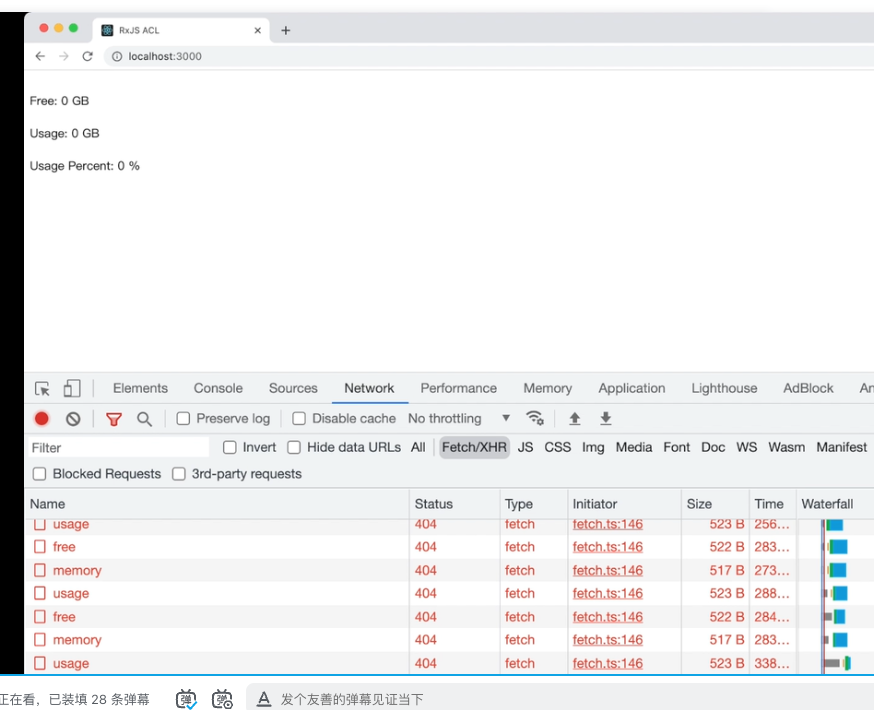 RxJS ACL
localhost:3000
Free: 0 GB
Usage: 0 GB
Usage Percent: 0 %
Elements Console Sources Network Performance Memory Application Lighthouse AdBlock An
Preserve log Disable cache No throttling
Filter Invert Hide data URLs All Fetch/XHR JS CSS Img Media Font Doc WS Wasm Manifest
Blocked Requests 3rd-party requests
Name Status Type Initiator Size Time Waterfall
usage 404 fetch fetch.ts:146 523 B 256...
free 404 fetch fetch.ts:146 522 B 283...
memory 404 fetch fetch.ts:146 517 B 273...
usage 404 fetch fetch.ts:146 523 B 288...
free 404 fetch fetch.ts:146 522 B 284...
memory 404 fetch fetch.ts:146 517 B 283...
usage 404 fetch fetch.ts:146 523 B 338...
正在看，已装填 28 条弹幕 弹 弹 A 发个友善的弹幕见证当下